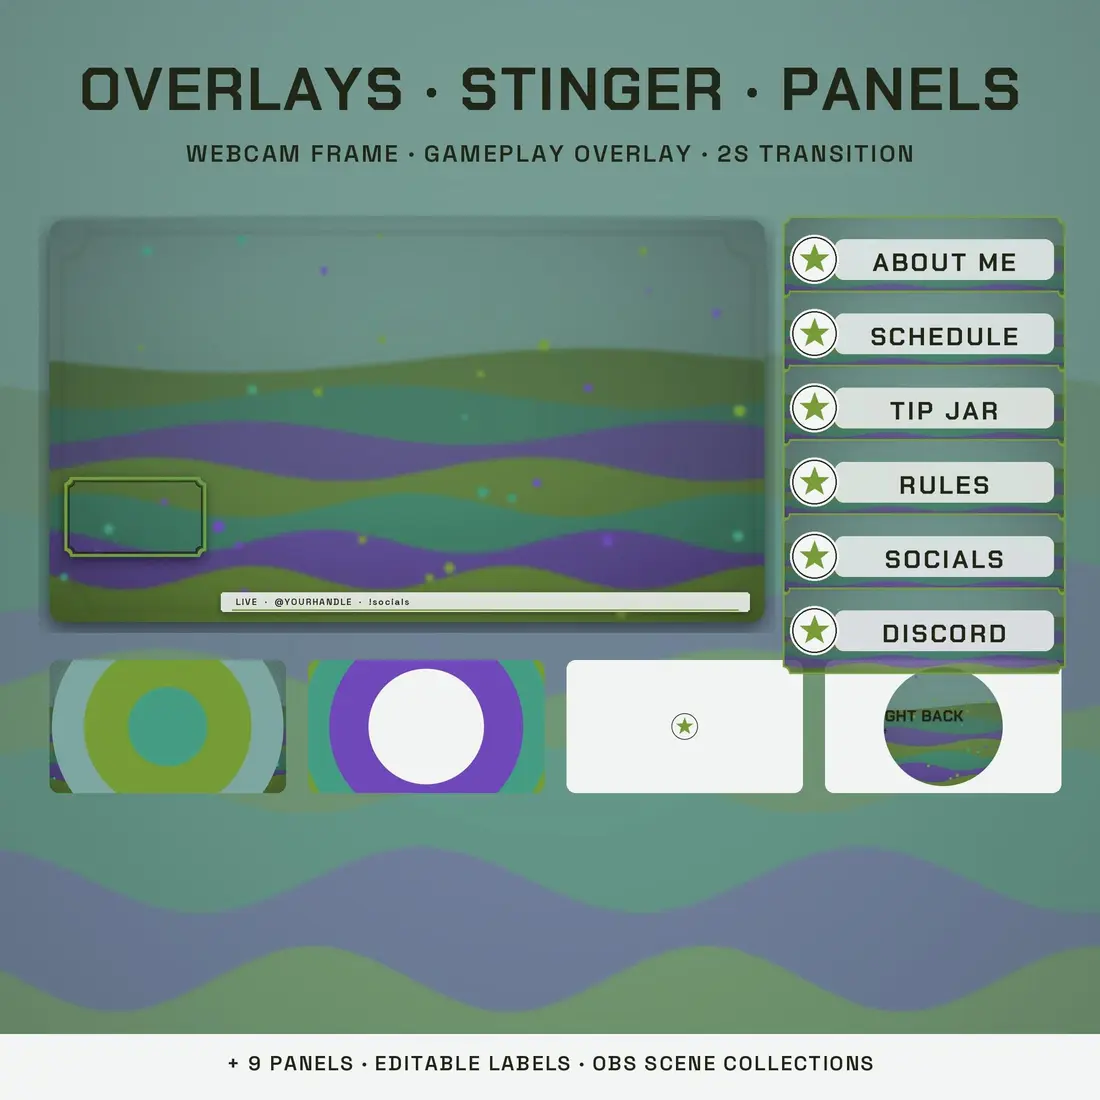 OVERLAYS · STINGER · PANELS
WEBCAM FRAME · GAMEPLAY OVERLAY · 2S TRANSITION
ABOUT ME
SCHEDULE
TIP JAR
RULES
SOCIALS
DISCORD
LIVE · @YOURHANDLE · !socials
GHT BACK
+ 9 PANELS · EDITABLE LABELS · OBS SCENE COLLECTIONS